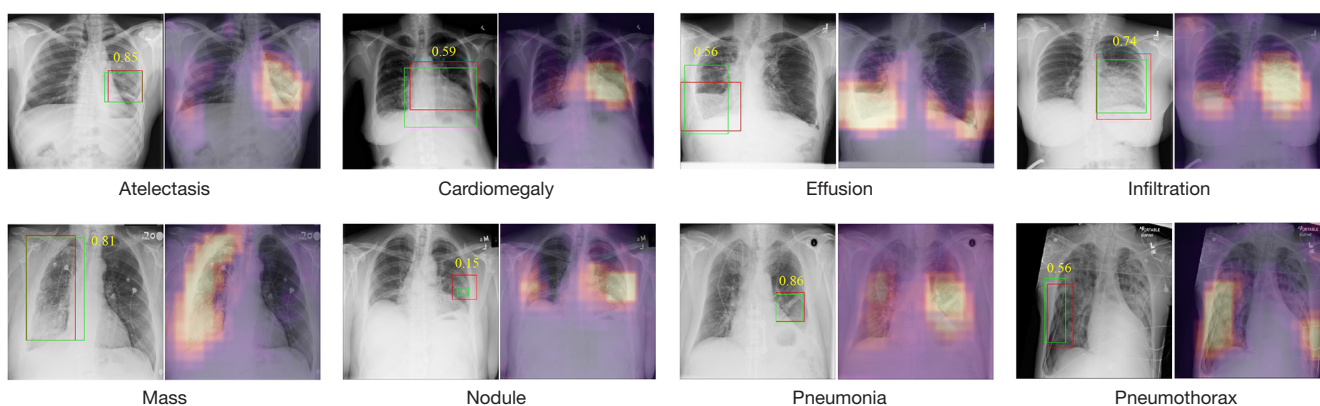 0.85
0.59
0.56
0.74
Atelectasis
Cardiomegaly
Effusion
Infiltration
0.81
0.15
0.86
0.56
Mass
Nodule
Pneumonia
Pneumothorax